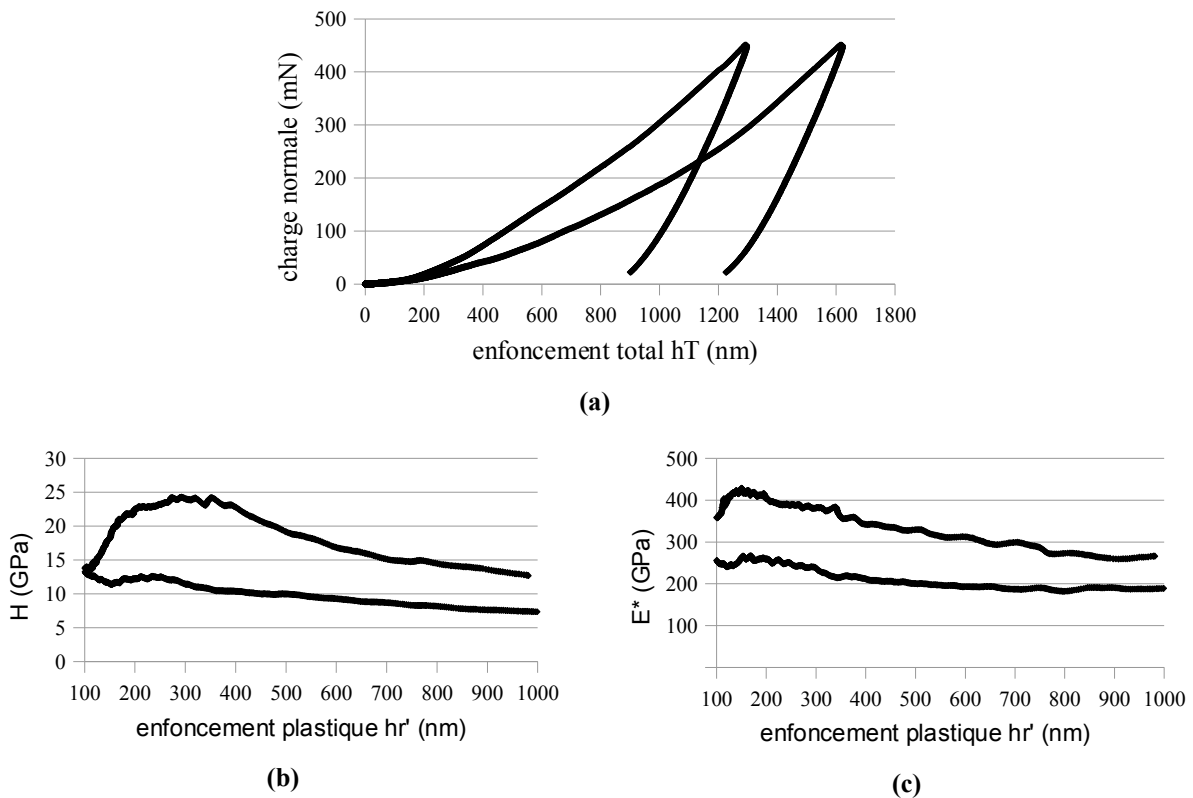 500
400
300
200
100
0
charge normale (mN)
0 200 400 600 800 1000 1200 1400 1600 1800
enfoncement total hT (nm)
(a)
30
25
20
15
10
5
0
H (GPa)
100 200 300 400 500 600 700 800 900 1000
enfoncement plastique hr' (nm)
(b)
500
400
300
200
100
E* (GPa)
100 200 300 400 500 600 700 800 900 1000
enfoncement plastique hr' (nm)
(c)